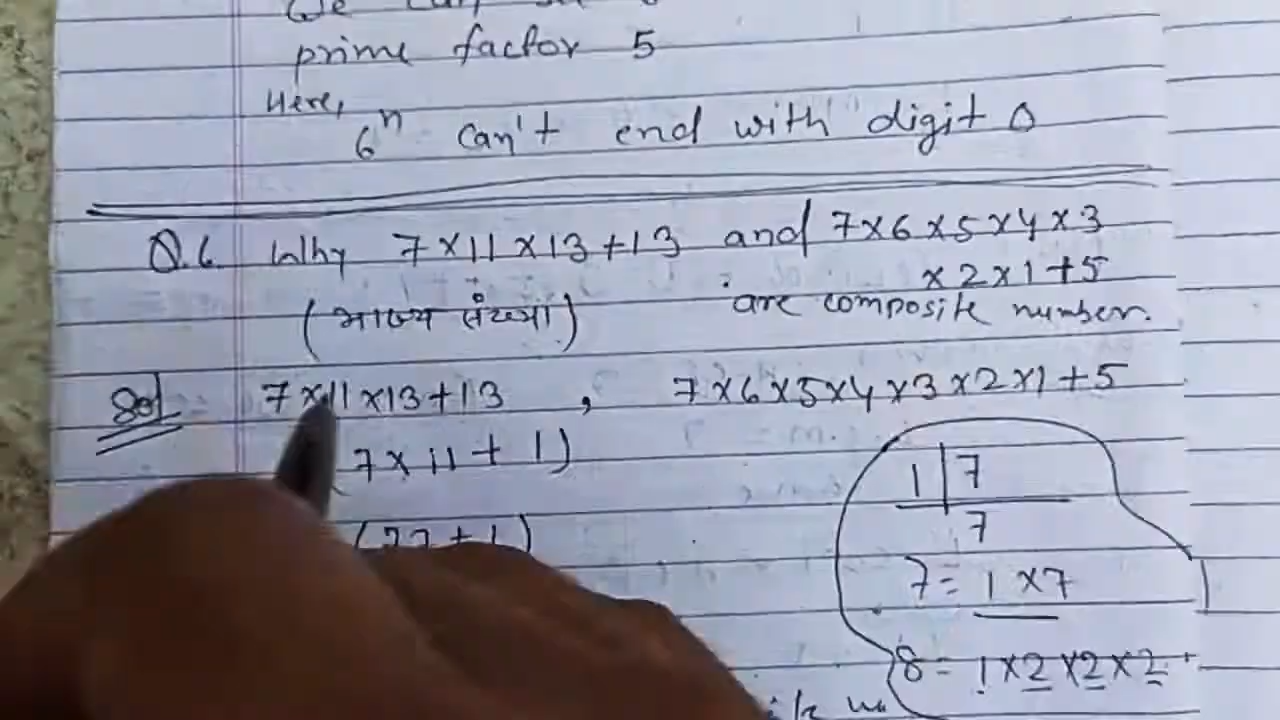 prime factor 5
Here,
6ⁿ can't end with digit 0
Q.6 Why 7×11×13+13 and 7×6×5×4×3
×2×1+5
(भाज्य संख्या) are composite number.
Sol 7×11×13+13 , 7×6×5×4×3×2×1+5
7×11+1)
(77+1)
1 7
7
7=1×7
8=1×2×2×2